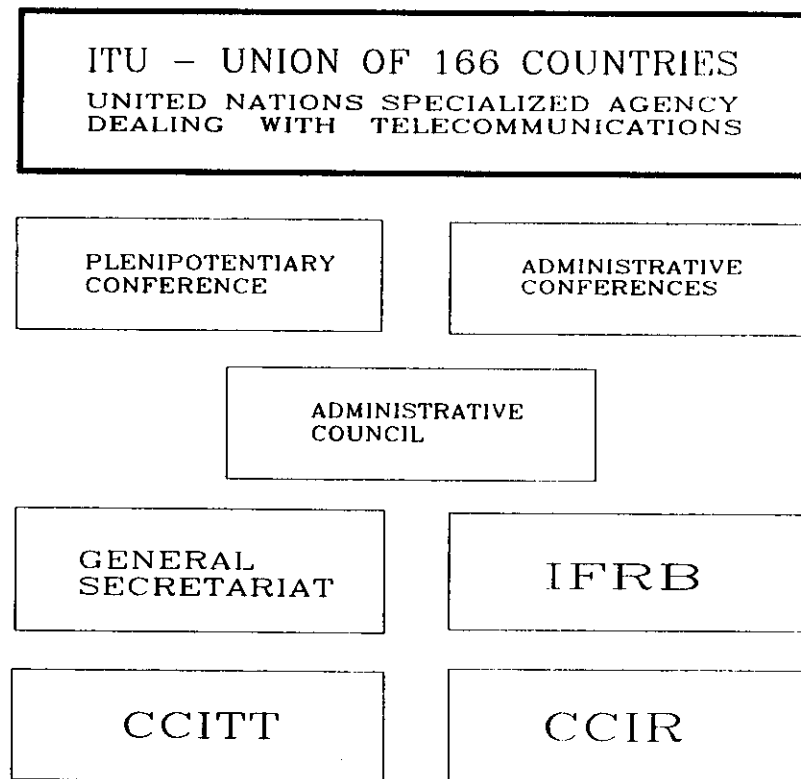 ITU – UNION OF 166 COUNTRIES
UNITED NATIONS SPECIALIZED AGENCY
DEALING WITH TELECOMMUNICATIONS
PLENIPOTENTIARY
CONFERENCE
ADMINISTRATIVE
CONFERENCES
ADMINISTRATIVE
COUNCIL
GENERAL
SECRETARIAT
IFRB
CCITT
CCIR